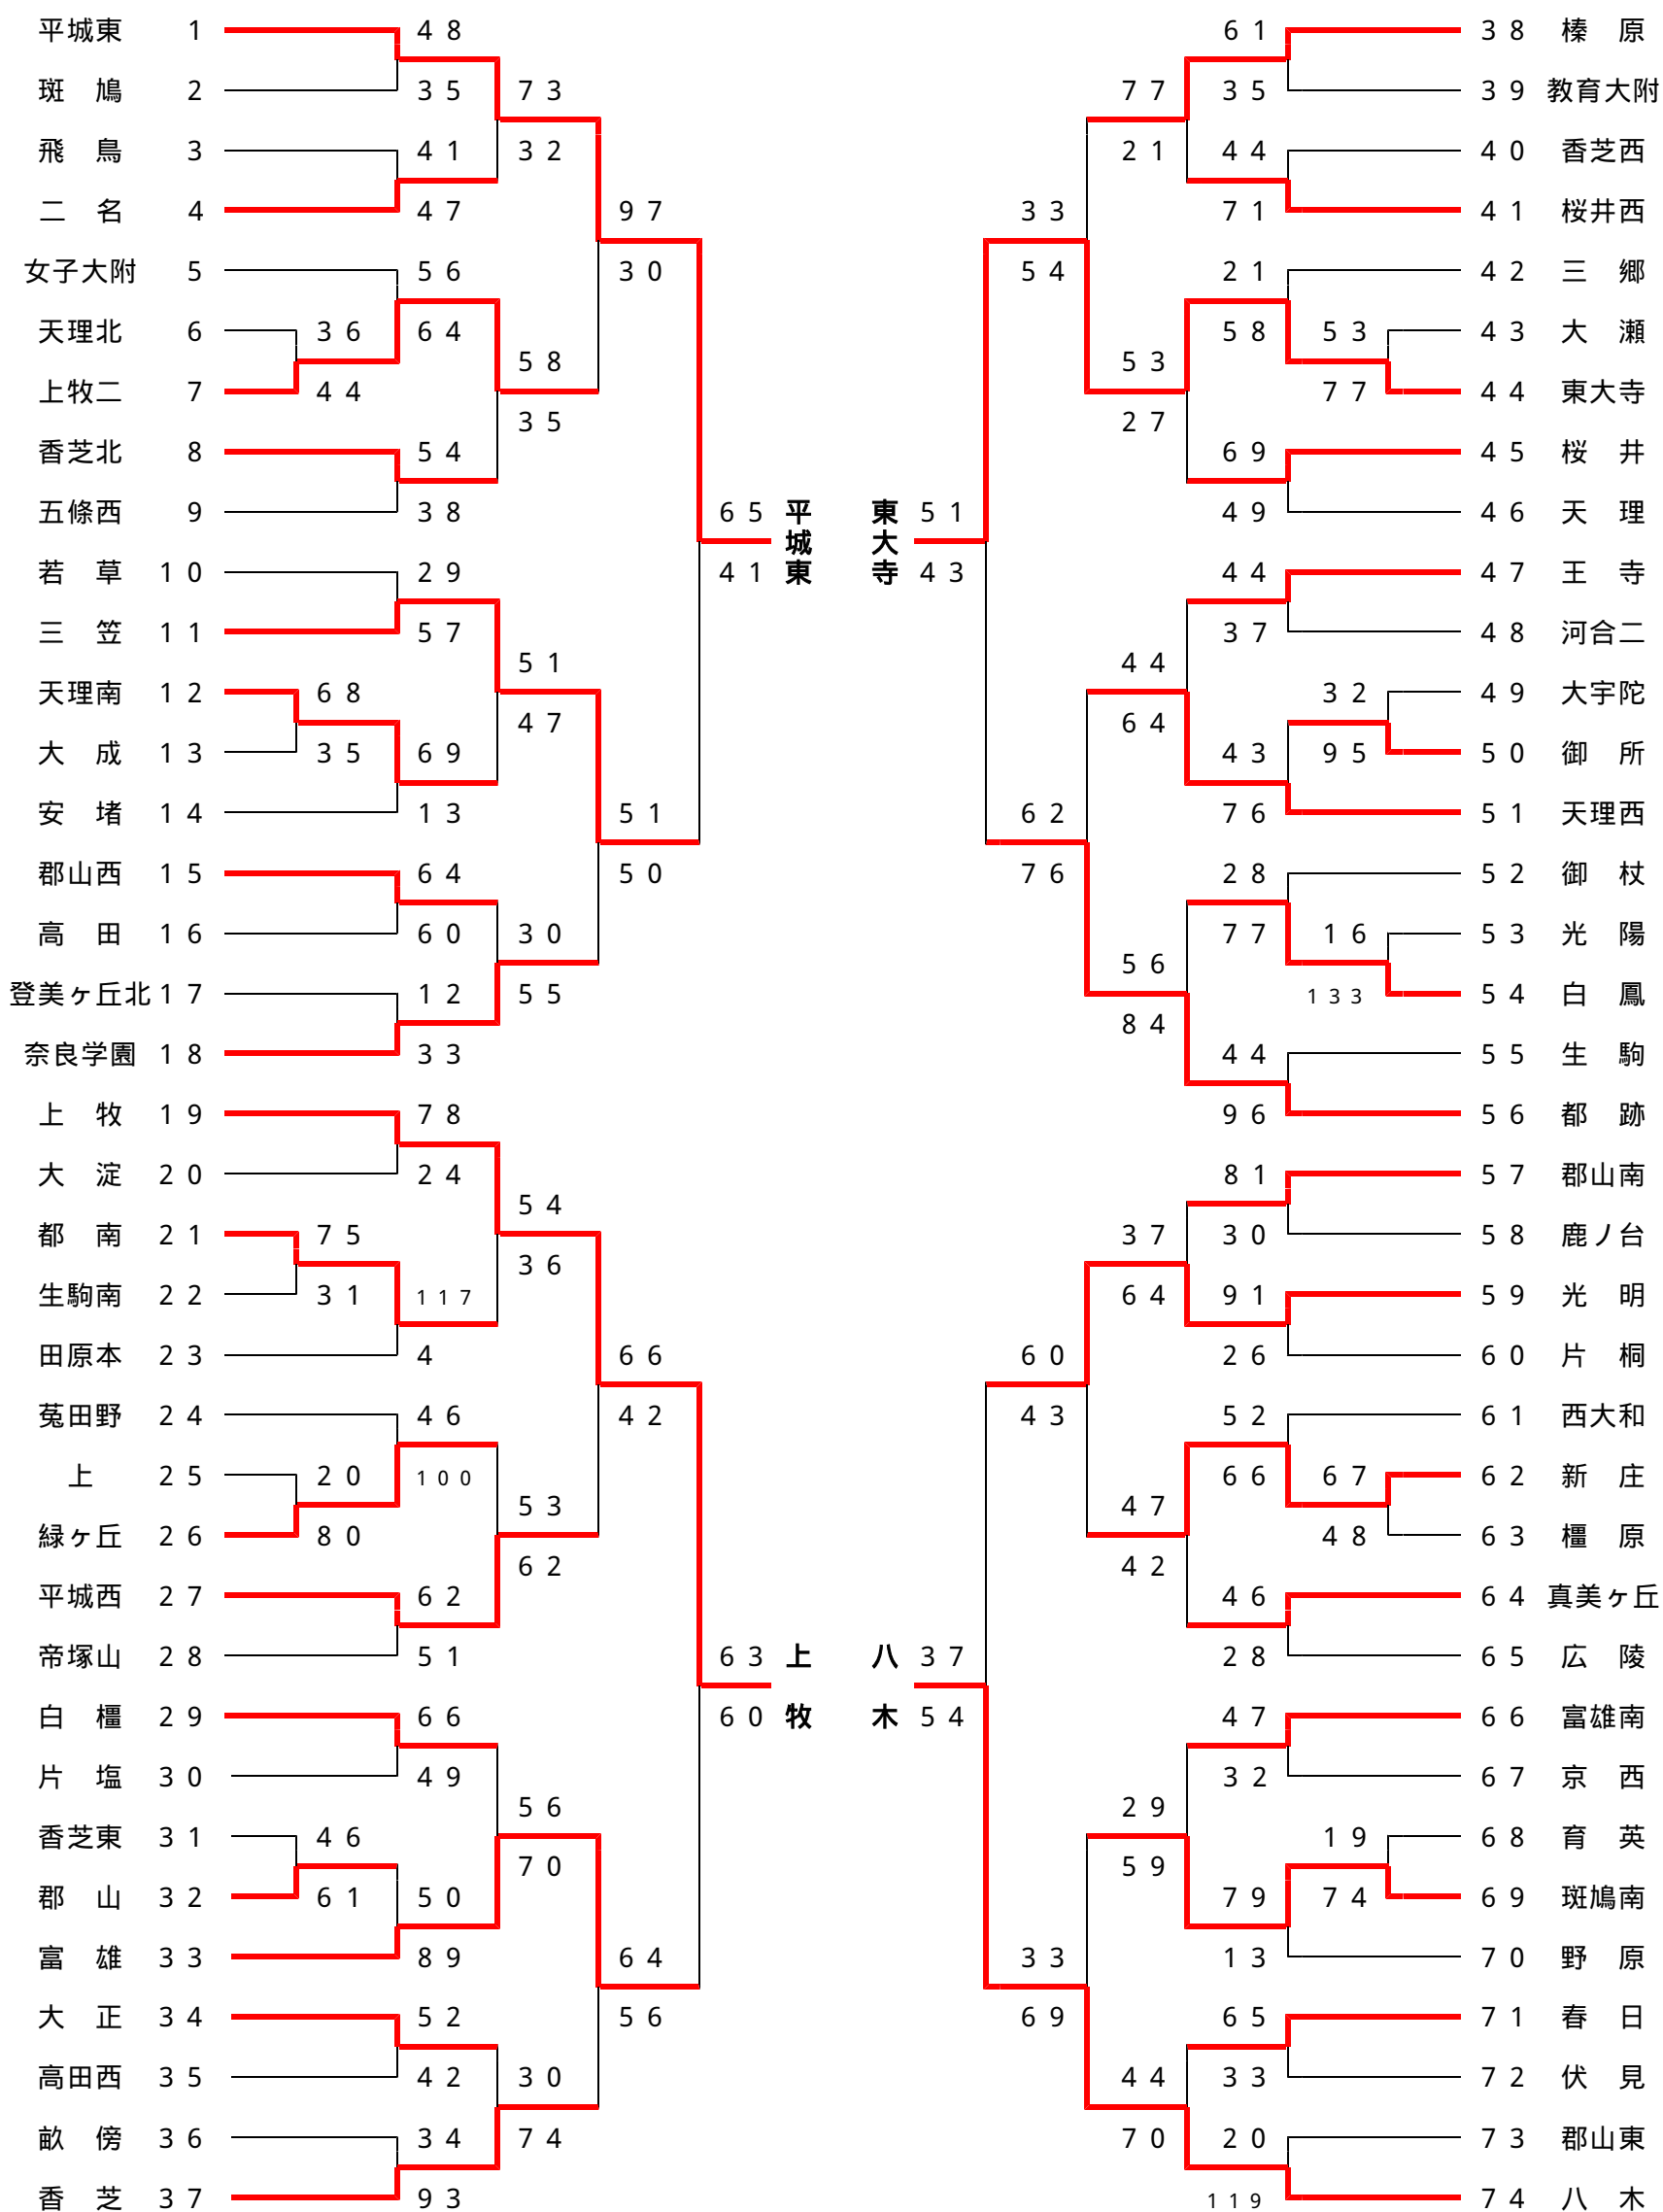 平城東 1 48 61 38 榛原
斑鳩 2 35 73 77 35 39 教育大附
飛鳥 3 41 32 21 44 40 香芝西
二名 4 47 97 33 71 41 桜井西
女子大附 5 56 30 54 21 42 三郷
天理北 6 36 64 58 53 43 大瀬
58 53
上牧二 7 44 77 44 東大寺
35 27
香芝北 8 54 69 45 桜井
五條西 9 38 65 平城東 東大寺 51 49 46 天理
若草 10 29 41 43 44 47 王寺
三笠 11 57 37 48 河合二
51 44
天理南 12 68 32 49 大宇陀
47 64
大成 13 35 69 43 95 50 御所
安堵 14 13 51 62 76 51 天理西
郡山西 15 64 50 76 28 52 御杖
高田 16 60 30 77 16 53 光陽
56
登美ヶ丘北 17 12 55 133 54 白鳳
84
奈良学園 18 33 44 55 生駒
上牧 19 78 96 56 都跡
大淀 20 24 81 57 郡山南
54
都南 21 75 37 30 58 鹿ノ台
36
生駒南 22 31 117 64 91 59 光明
田原本 23 4 66 60 26 60 片桐
菟田野 24 46 42 43 52 61 西大和
上 25 20 100 66 67 62 新庄
53 47
緑ヶ丘 26 80 48 63 橿原
62 42
平城西 27 62 46 64 真美ヶ丘
帝塚山 28 51 63 上牧 八木 37 28 65 広陵
白橿 29 66 60 54 47 66 富雄南
片塩 30 49 32 67 京西
56 29
香芝東 31 46 19 68 育英
70 59
郡山 32 61 50 79 74 69 斑鳩南
富雄 33 89 64 33 13 70 野原
大正 34 52 56 69 65 71 春日
高田西 35 42 30 44 33 72 伏見
畝傍 36 34 74 70 20 73 郡山東
香芝 37 93 119 74 八木